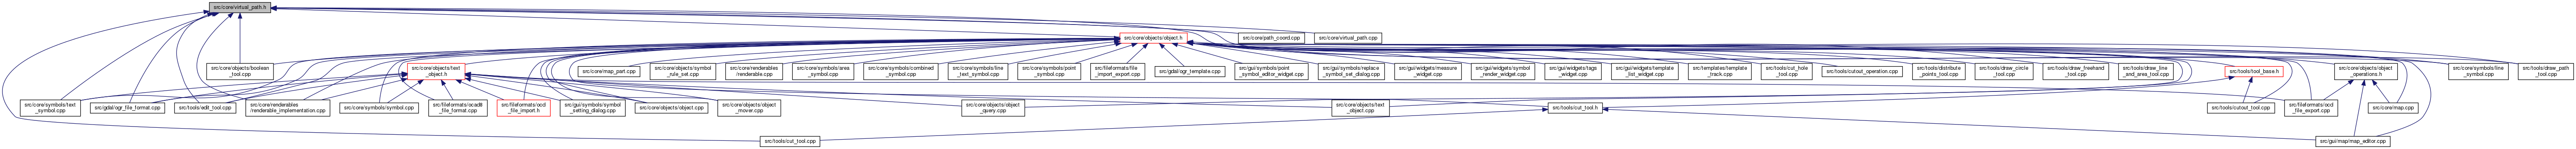 src/core/virtual_path.h
src/core/objects/object.h
src/core/path_coord.cpp
src/core/virtual_path.cpp
src/core/objects/boolean
_tool.cpp
src/core/objects/text
_object.h
src/core/map_part.cpp
src/core/objects/symbol
_rule_set.cpp
src/core/renderables
/renderable.cpp
src/core/symbols/area
_symbol.cpp
src/core/symbols/combined
_symbol.cpp
src/core/symbols/line
_text_symbol.cpp
src/core/symbols/point
_symbol.cpp
src/fileformats/file
_import_export.cpp
src/gdal/ogr_template.cpp
src/gui/symbols/point
_symbol_editor_widget.cpp
src/gui/symbols/replace
_symbol_set_dialog.cpp
src/gui/widgets/measure
_widget.cpp
src/gui/widgets/symbol
_render_widget.cpp
src/gui/widgets/tags
_widget.cpp
src/gui/widgets/template
_list_widget.cpp
src/templates/template
_track.cpp
src/tools/cut_hole
_tool.cpp
src/tools/cutout_operation.cpp
src/tools/distribute
_points_tool.cpp
src/tools/draw_circle
_tool.cpp
src/tools/draw_freehand
_tool.cpp
src/tools/draw_line
_and_area_tool.cpp
src/tools/tool_base.h
src/core/objects/object
_operations.h
src/core/symbols/line
_symbol.cpp
src/tools/draw_path
_tool.cpp
src/core/symbols/text
_symbol.cpp
src/gdal/ogr_file_format.cpp
src/tools/edit_tool.cpp
src/core/renderables
/renderable_implementation.cpp
src/core/symbols/symbol.cpp
src/fileformats/ocad8
_file_format.cpp
src/fileformats/ocd
_file_import.h
src/gui/symbols/symbol
_setting_dialog.cpp
src/core/objects/object.cpp
src/core/objects/object
_mover.cpp
src/core/objects/object
_query.cpp
src/core/objects/text
_object.cpp
src/tools/cut_tool.h
src/tools/cutout_tool.cpp
src/fileformats/ocd
_file_export.cpp
src/core/map.cpp
src/tools/cut_tool.cpp
src/gui/map/map_editor.cpp